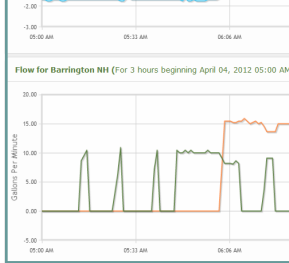 -2.00
-3.00
05:00 AM 05:33 AM 06:06 AM
Flow for Barrington NH (For 3 hours beginning April 04, 2012 05:00 AM
20.00
15.00
10.00
5.00
0.00
-5.00
Gallons Per Minute
05:00 AM 05:33 AM 06:06 AM